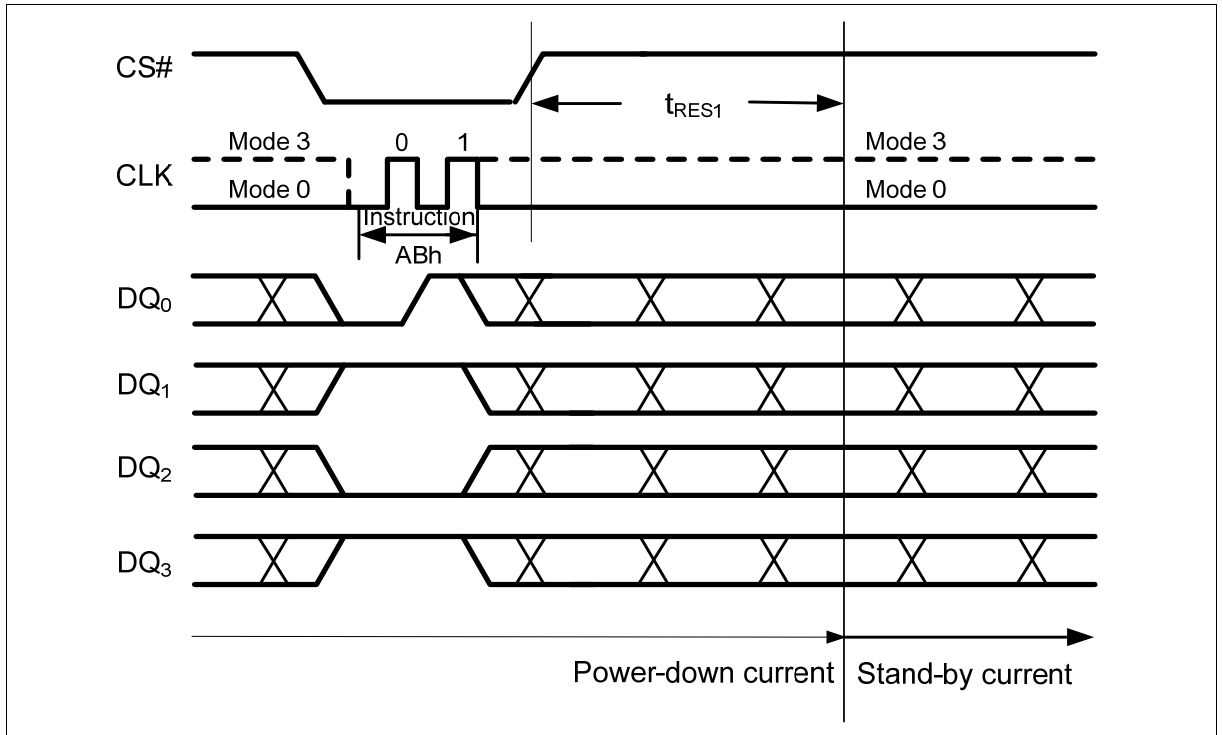 CS#
tRES1
Mode 3 0 1 Mode 3
CLK
Mode 0 Mode 0
Instruction
ABh
DQ0
DQ1
DQ2
DQ3
Power-down current Stand-by current